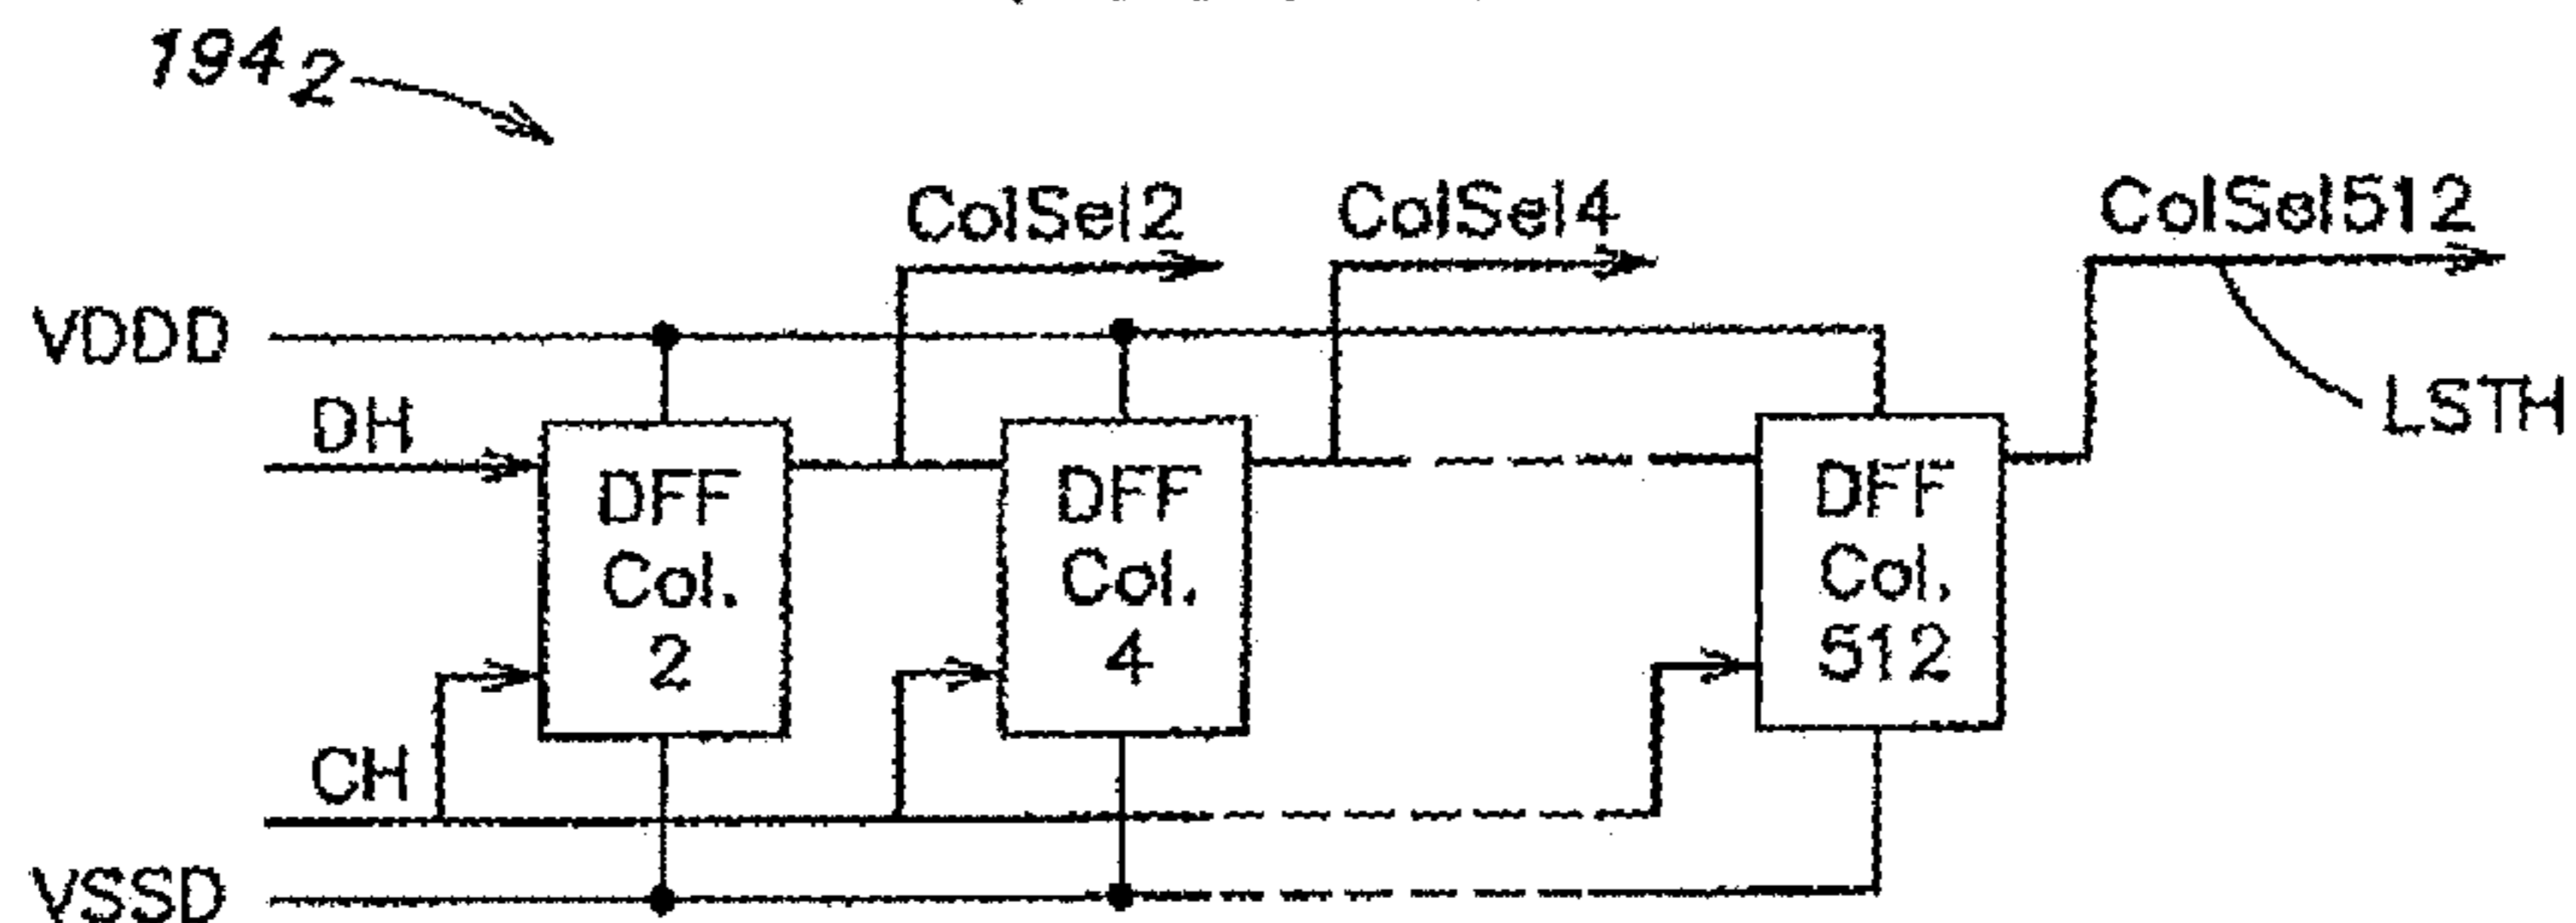 194₂
ColSel2
ColSel4
ColSel512
VDDD
DH
LSTH
DFF
Col.
2
DFF
Col.
4
DFF
Col.
512
CH
VSSD